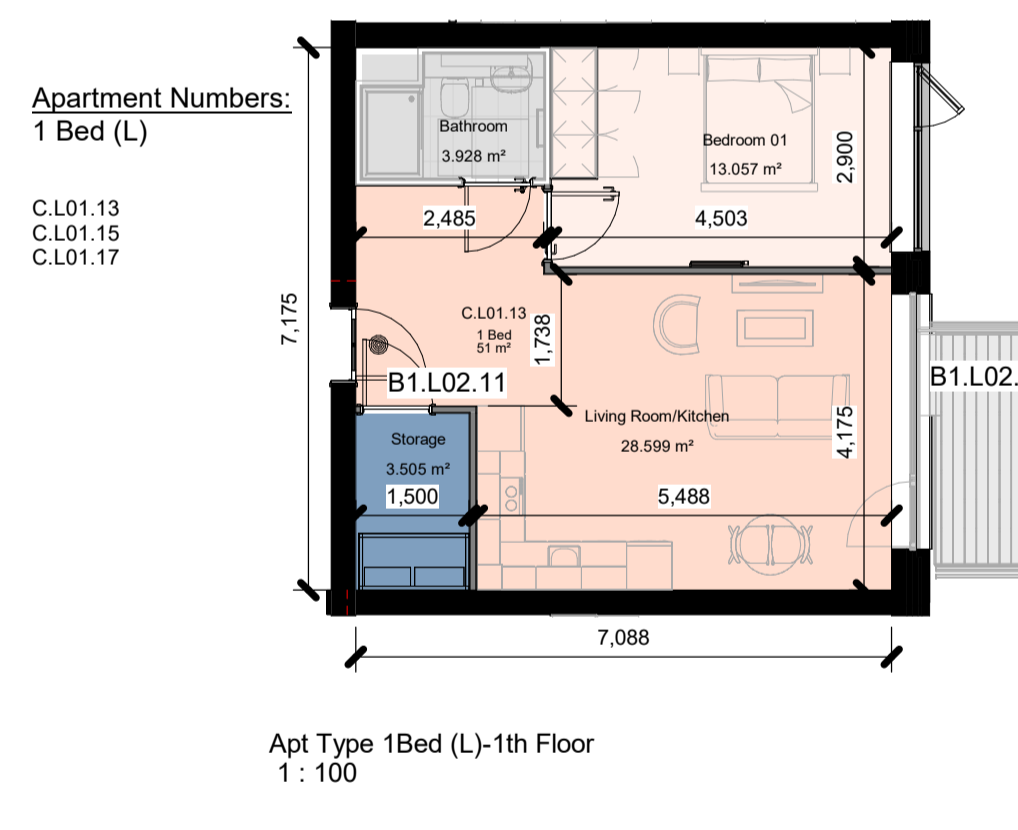 Apartment Numbers:
1 Bed (L)
C.L01.13
C.L01.15
C.L01.17
Bathroom
3.928 m²
Bedroom 01
13.057 m²
2,900
2,485
4,503
7,175
C.L01.13
1 Bed
51 m²
1,738
B1.L02.11
B1.L02.
Living Room/Kitchen
28.599 m²
4,175
Storage
3.505 m²
1,500
5,488
7,088
Apt Type 1Bed (L)-1th Floor
1 : 100